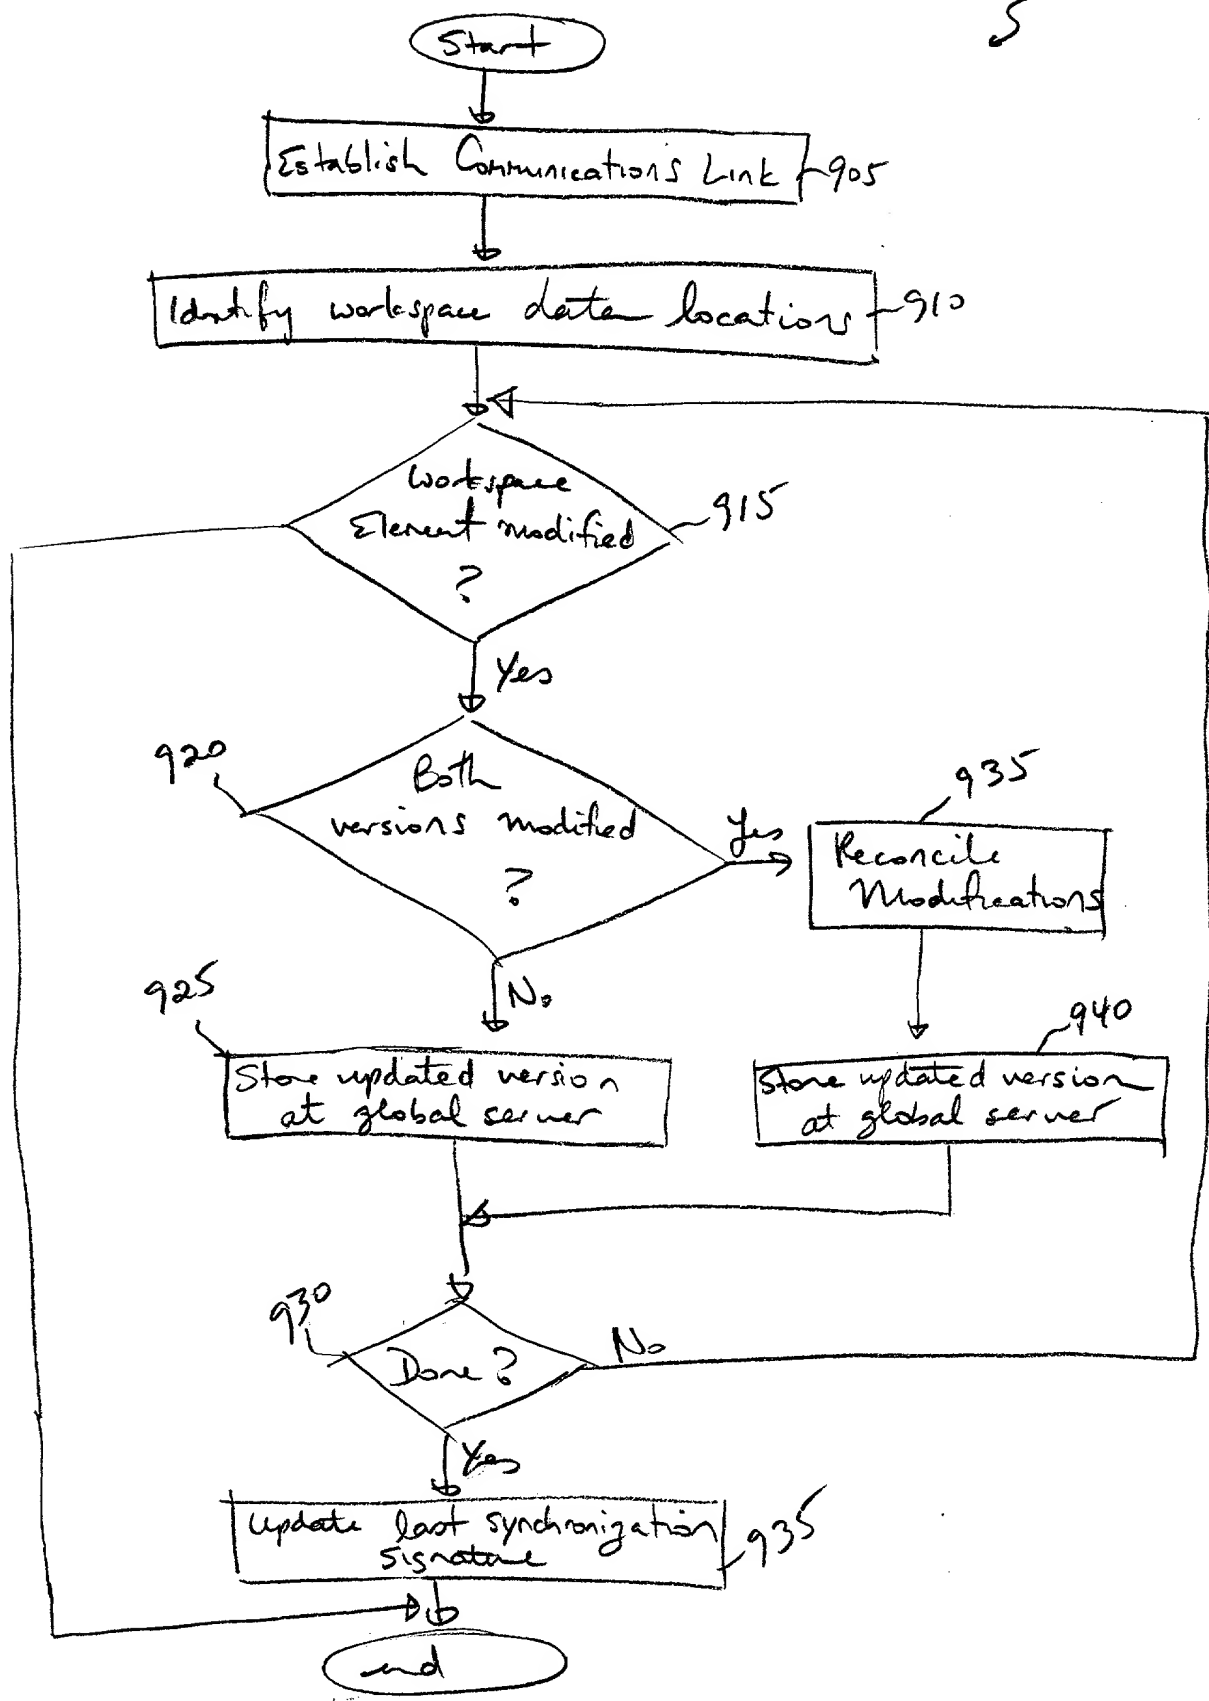 5
Start
Establish Communications Link
905
Identify workspace data locations
910
Workspace
Element modified
?
915
Yes
920
Both
versions modified
?
Yes
935
Reconcile
Modifications
No
925
Store updated version
at global server
940
Store updated version
at global server
930
Done?
No
Yes
Update last synchronization
signature
935
end